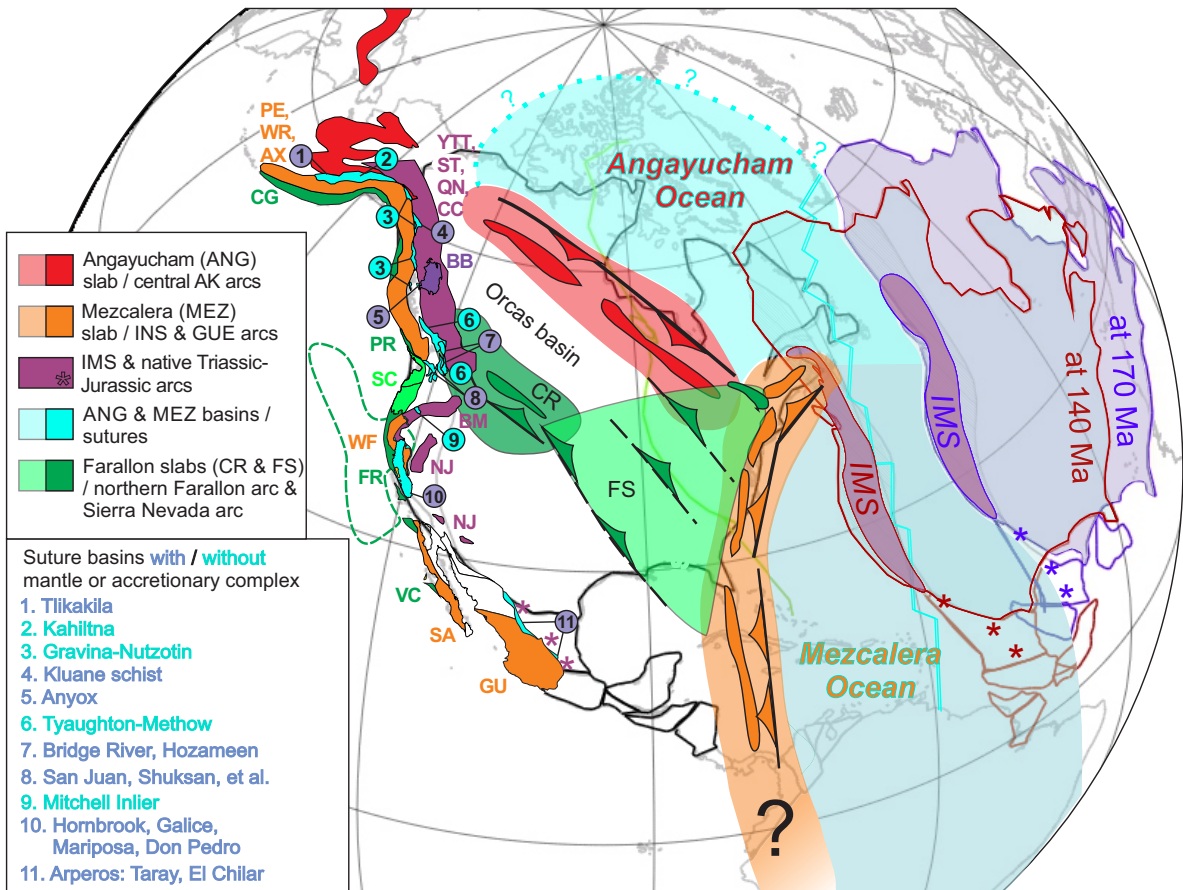 PE,
WR,
AX
1
2
YTT,
ST,
QN,
CC
CG
3
4
BB
3
5
PR
6
7
SC
6
8
CR
BM
WF
9
NJ
FR
10
NJ
VC
SA
11
GU
*
*
*
?
?
?
Angayucham
Ocean
Orcas basin
FS
IMS
IMS
at 140 Ma
at 170 Ma
*
*
*
*
*
*
Mezcalera
Ocean
?
Angayucham (ANG)
slab / central AK arcs
Mezcalera (MEZ)
slab / INS & GUE arcs
IMS & native Triassic-
Jurassic arcs
*
ANG & MEZ basins /
sutures
Farallon slabs (CR & FS)
/ northern Farallon arc &
Sierra Nevada arc
Suture basins with / without
mantle or accretionary complex
1. Tlikakila
2. Kahiltna
3. Gravina-Nutzotin
4. Kluane schist
5. Anyox
6. Tyaughton-Methow
7. Bridge River, Hozameen
8. San Juan, Shuksan, et al.
9. Mitchell Inlier
10. Hornbrook, Galice,
Mariposa, Don Pedro
11. Arperos: Taray, El Chilar